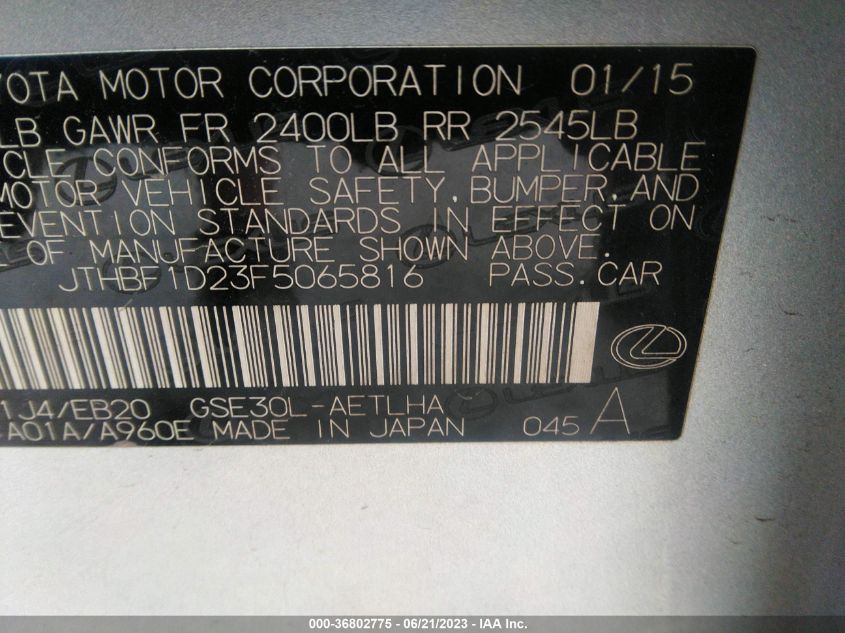 YOTA MOTOR CORPORATION 01/15
LB GAWR FR 2400LB RR 2545LB
CLE CONFORMS TO ALL APPLICABLE
MOTOR VEHICLE SAFETY, BUMPER, AND
EVENTION STANDARDS IN EFFECT ON
OF MANUFACTURE SHOWN ABOVE.
JTHBF1D23F5065816 PASS. CAR
1J4/EB20 GSE30L-AETLHA
A01A/A960E MADE IN JAPAN 045 A
000-36802775 - 06/21/2023 - IAA Inc.